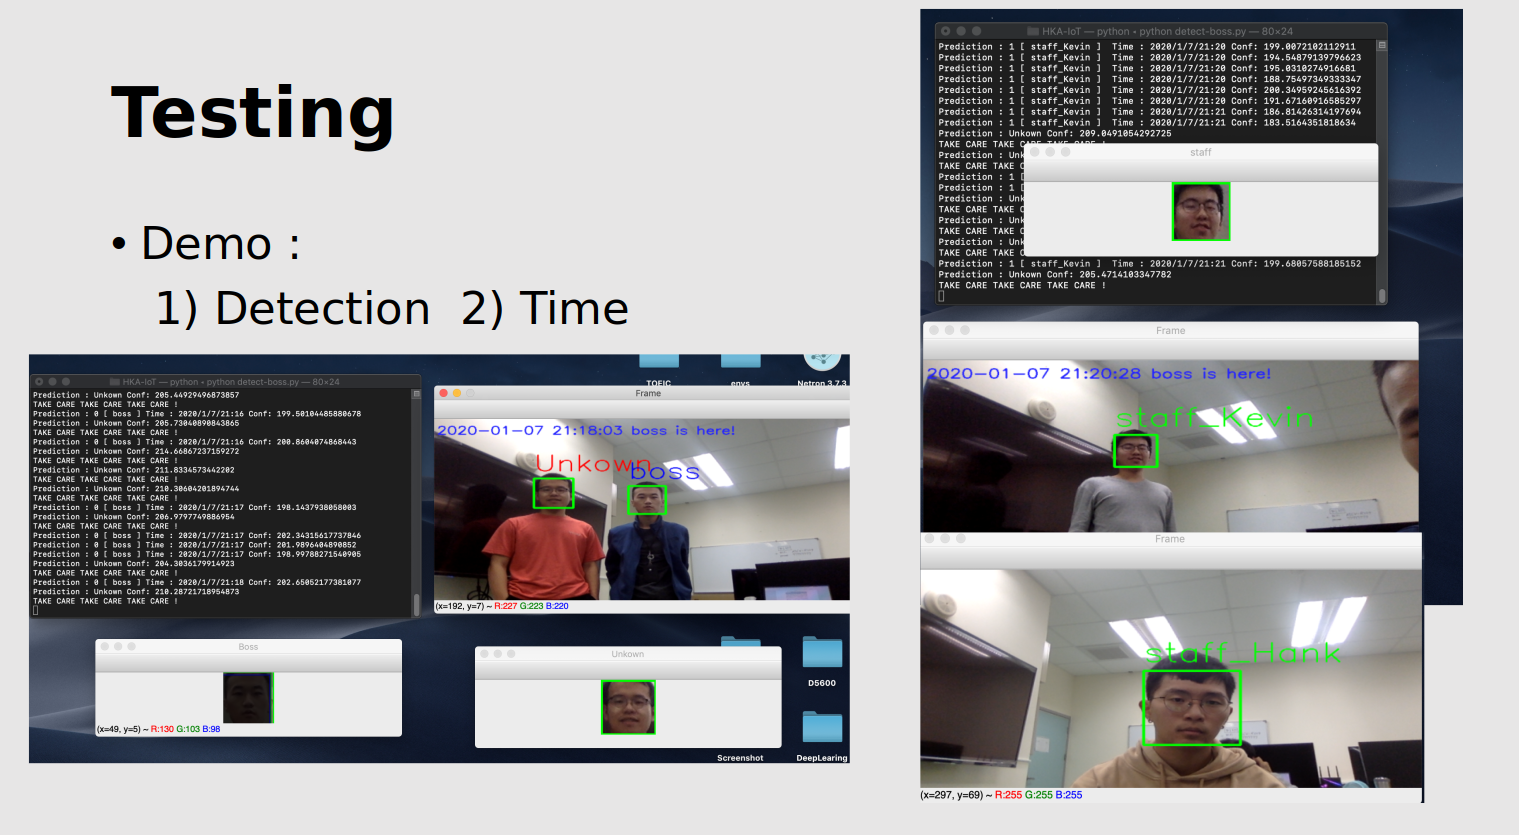 Testing
• Demo :
1) Detection 2) Time
HKA-IoT — python • python detect-boss.py — 80×24
Prediction : Unkown Conf: 205.44929496873857
TAKE CARE TAKE CARE TAKE CARE !
Prediction : 0 [ boss ] Time : 2020/1/7/21:16 Conf: 199.50104485880678
Prediction : Unkown Conf: 205.73040890843865
TAKE CARE TAKE CARE TAKE CARE !
Prediction : 0 [ boss ] Time : 2020/1/7/21:16 Conf: 200.8604074868443
Prediction : Unkown Conf: 214.66867237159272
TAKE CARE TAKE CARE TAKE CARE !
Prediction : Unkown Conf: 211.8334573442202
TAKE CARE TAKE CARE TAKE CARE !
Prediction : Unkown Conf: 210.30604201894744
TAKE CARE TAKE CARE TAKE CARE !
Prediction : 0 [ boss ] Time : 2020/1/7/21:17 Conf: 198.1437938058003
Prediction : Unkown Conf: 206.9797749886954
TAKE CARE TAKE CARE TAKE CARE !
Prediction : 0 [ boss ] Time : 2020/1/7/21:17 Conf: 202.34315617737846
Prediction : 0 [ boss ] Time : 2020/1/7/21:17 Conf: 201.9896404890852
Prediction : 0 [ boss ] Time : 2020/1/7/21:17 Conf: 198.99788271540905
Prediction : Unkown Conf: 204.3036179914923
TAKE CARE TAKE CARE TAKE CARE !
Prediction : 0 [ boss ] Time : 2020/1/7/21:18 Conf: 202.65052177381077
Prediction : Unkown Conf: 210.28721718954873
TAKE CARE TAKE CARE TAKE CARE !
TOEIC
envs
Netron 3.7.3
Frame
2020-01-07 21:18:03 boss is here!
Unkown
boss
(x=192, y=7) ~ R:227 G:223 B:220
Boss
(x=49, y=5) ~ R:130 G:103 B:98
Unkown
D5600
Screenshot
DeepLearing
HKA-IoT — python • python detect-boss.py — 80×24
Prediction : 1 [ staff_Kevin ] Time : 2020/1/7/21:20 Conf: 199.0072102112911
Prediction : 1 [ staff_Kevin ] Time : 2020/1/7/21:20 Conf: 194.54879139796623
Prediction : 1 [ staff_Kevin ] Time : 2020/1/7/21:20 Conf: 195.0310274916681
Prediction : 1 [ staff_Kevin ] Time : 2020/1/7/21:20 Conf: 188.75497349333347
Prediction : 1 [ staff_Kevin ] Time : 2020/1/7/21:20 Conf: 200.34959245616392
Prediction : 1 [ staff_Kevin ] Time : 2020/1/7/21:20 Conf: 191.67160916585297
Prediction : 1 [ staff_Kevin ] Time : 2020/1/7/21:21 Conf: 186.81426314197694
Prediction : 1 [ staff_Kevin ] Time : 2020/1/7/21:21 Conf: 183.5164351818634
Prediction : Unkown Conf: 209.0491054292725
TAKE CARE TAKE CARE TAKE CARE !
Prediction : Unk
TAKE CARE TAKE C
Prediction : 1 [
Prediction : 1 [
Prediction : Unk
TAKE CARE TAKE C
Prediction : Unk
TAKE CARE TAKE C
Prediction : Unk
TAKE CARE TAKE C
Prediction : 1 [ staff_Kevin ] Time : 2020/1/7/21:21 Conf: 199.68057588185152
Prediction : Unkown Conf: 205.4714103347782
TAKE CARE TAKE CARE TAKE CARE !
staff
Frame
2020-01-07 21:20:28 boss is here!
staff_Kevin
Frame
staff_Hank
(x=297, y=69) ~ R:255 G:255 B:255